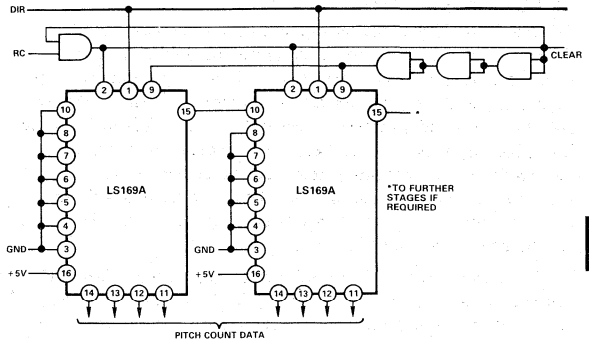 DIR
RC
CLEAR
2 1 9 2 1 9
10 15 10 15 *
8 8
7 7
6 LS169A 6 LS169A
5 5
4 4
*TO FURTHER
STAGES IF
REQUIRED
GND 3 GND 3
+5V 16 +5V 16
14 13 12 11 14 13 12 11
PITCH COUNT DATA